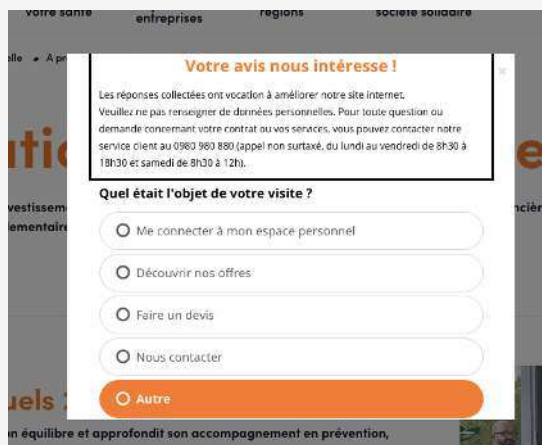 votre santé
entreprises
régions
société solidaire
elle • A pr
Votre avis nous intéresse !
×
Les réponses collectées ont vocation à améliorer notre site internet.
Veuillez ne pas renseigner de données personnelles. Pour toute question ou
demande concernant votre contrat ou vos services, vous pouvez contacter notre
service client au 0980 980 880 (appel non surtaxé, du lundi au vendredi de 8h30 à
18h30 et samedi de 8h30 à 12h).
Quel était l'objet de votre visite ?
Me connecter à mon espace personnel
Découvrir nos offres
Faire un devis
Nous contacter
Autre
uels
n équilibre et approfondit son accompagnement en prévention,